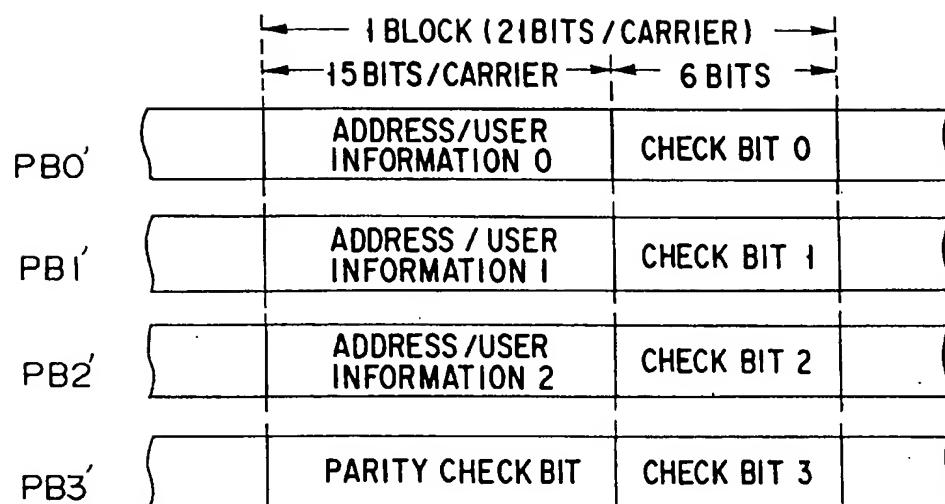 1 BLOCK (21BITS / CARRIER)
15 BITS/CARRIER
6 BITS
PB0′
ADDRESS/USER
INFORMATION 0
CHECK BIT 0
PB1′
ADDRESS / USER
INFORMATION 1
CHECK BIT 1
PB2′
ADDRESS /USER
INFORMATION 2
CHECK BIT 2
PB3′
PARITY CHECK BIT
CHECK BIT 3